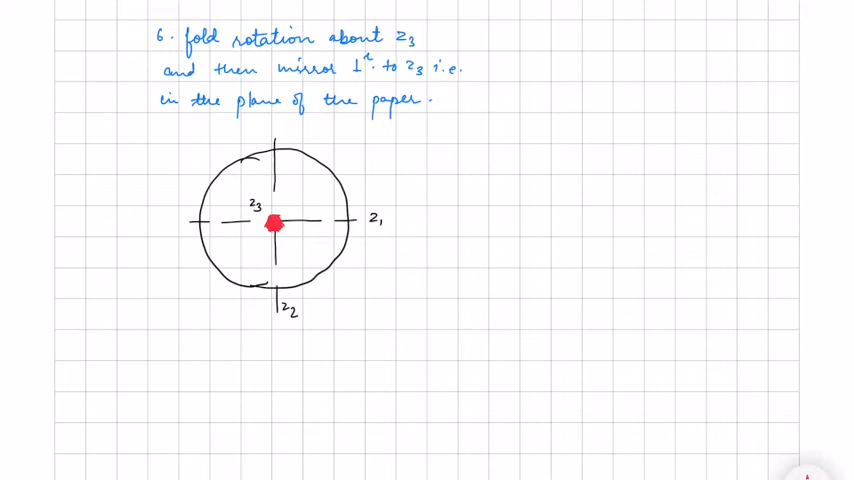 6. fold rotation about z₃
and then mirror ⊥ʳ to z₃ i.e.
in the plane of the paper.
z₃
z₁
z₂